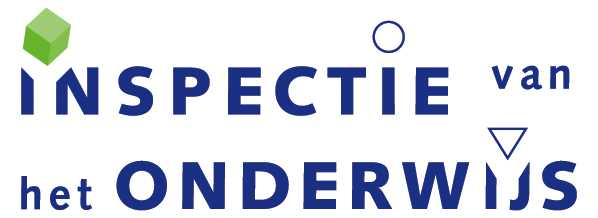 INSPECTIE van
het ONDERWIJS